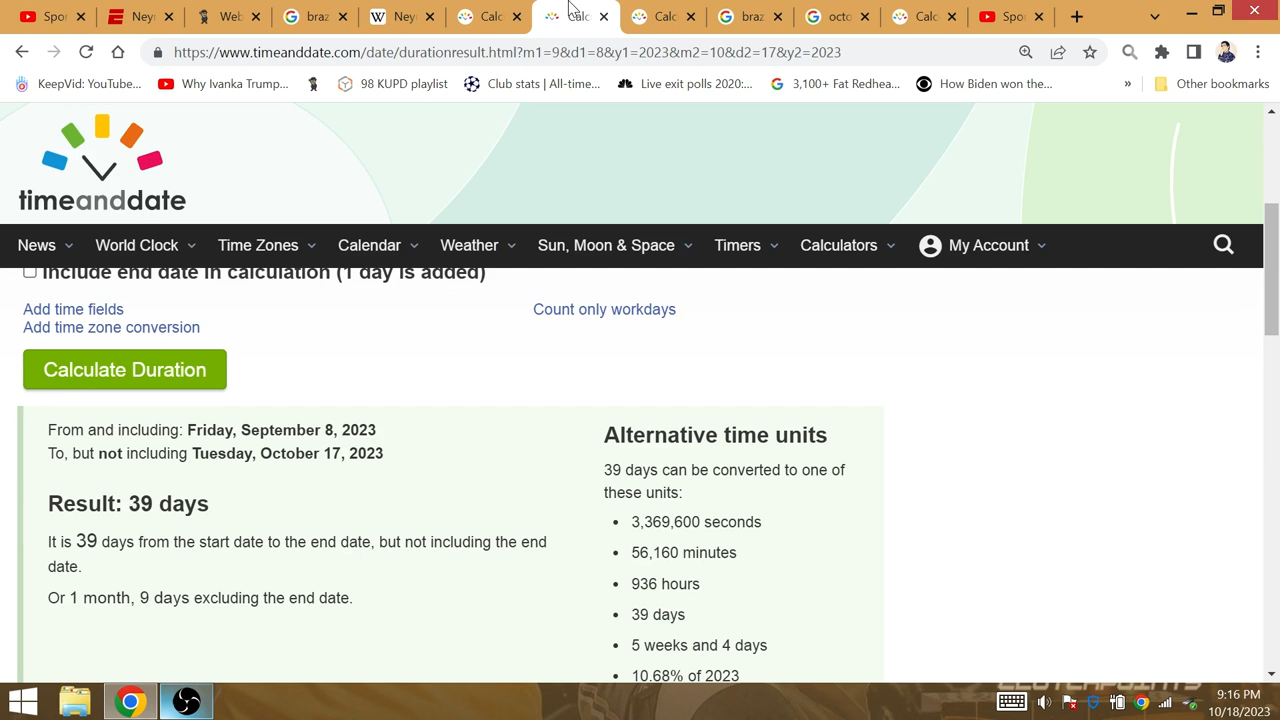 Spo
Ney
Web
braz
Ney
Calc
Calc
Calc
braz
octo
Calc
Spo
https://www.timeanddate.com/date/durationresult.html?m1=9&d1=8&y1=2023&m2=10&d2=17&y2=2023
KeepVid: YouTube...
Why Ivanka Trump...
98 KUPD playlist
Club stats | All-time...
Live exit polls 2020:...
3,100+ Fat Redhea...
How Biden won the...
»
Other bookmarks
timeanddate
News
World Clock
Time Zones
Calendar
Weather
Sun, Moon & Space
Timers
Calculators
My Account
Include end date in calculation (1 day is added)
Add time fields
Count only workdays
Add time zone conversion
Calculate Duration
From and including: Friday, September 8, 2023
To, but not including Tuesday, October 17, 2023
Result: 39 days
It is 39 days from the start date to the end date, but not including the end
date.
Or 1 month, 9 days excluding the end date.
Alternative time units
39 days can be converted to one of
these units:
• 3,369,600 seconds
• 56,160 minutes
• 936 hours
• 39 days
• 5 weeks and 4 days
• 10.68% of 2023
9:16 PM
10/18/2023